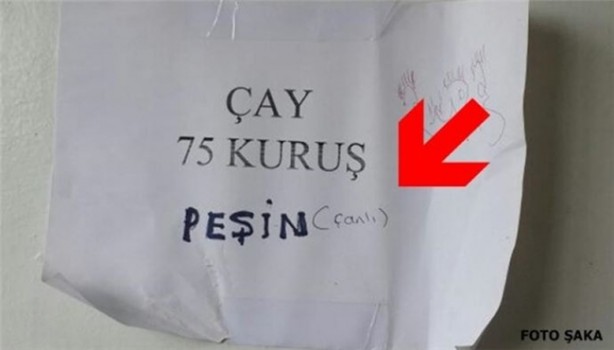 ÇAY
75 KURUŞ
PEŞİN (Çanlı)
FOTO ŞAKA